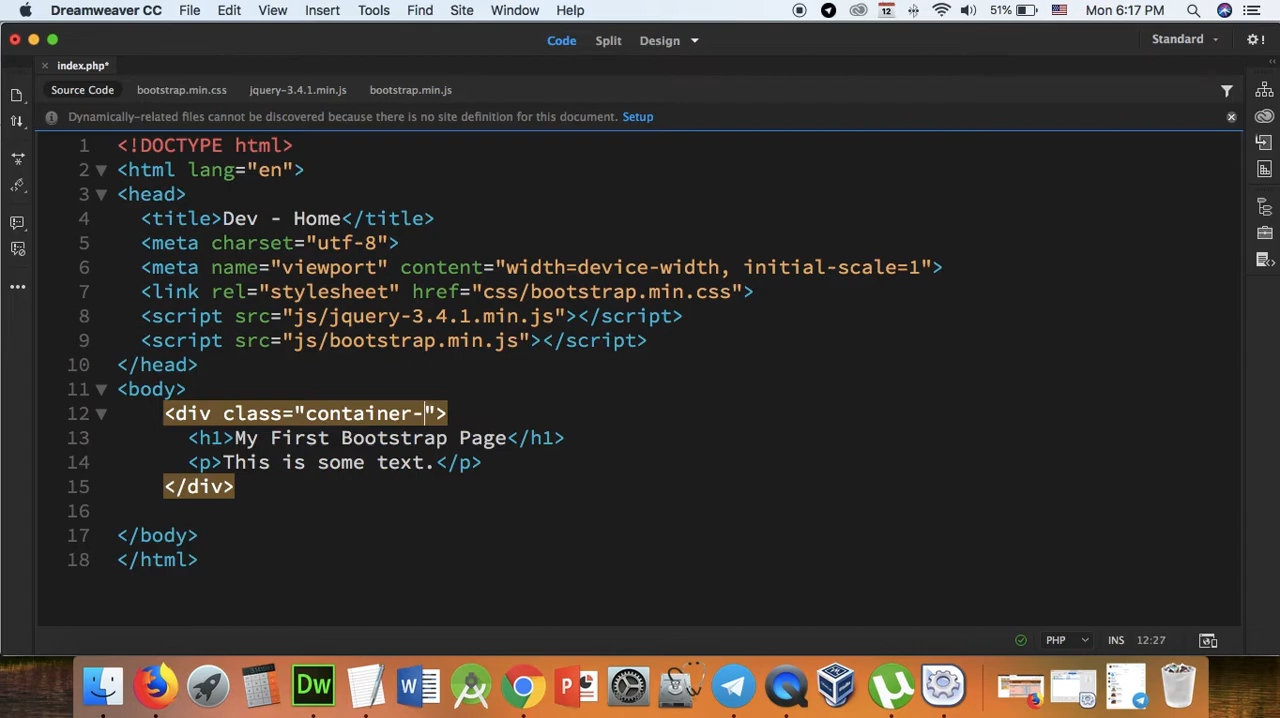 Dreamweaver CC File Edit View Insert Tools Find Site Window Help 12 51% Mon 6:17 PM
Code Split Design Standard
index.php*
Source Code bootstrap.min.css jquery-3.4.1.min.js bootstrap.min.js
Dynamically-related files cannot be discovered because there is no site definition for this document. Setup
1 <!DOCTYPE html>
2 <html lang="en">
3 <head>
4 <title>Dev - Home</title>
5 <meta charset="utf-8">
6 <meta name="viewport" content="width=device-width, initial-scale=1">
7 <link rel="stylesheet" href="css/bootstrap.min.css">
8 <script src="js/jquery-3.4.1.min.js"></script>
9 <script src="js/bootstrap.min.js"></script>
10 </head>
11 <body>
12 <div class="container-">
13 <h1>My First Bootstrap Page</h1>
14 <p>This is some text.</p>
15 </div>
16
17 </body>
18 </html>
PHP INS 12:27
Dw W P µ